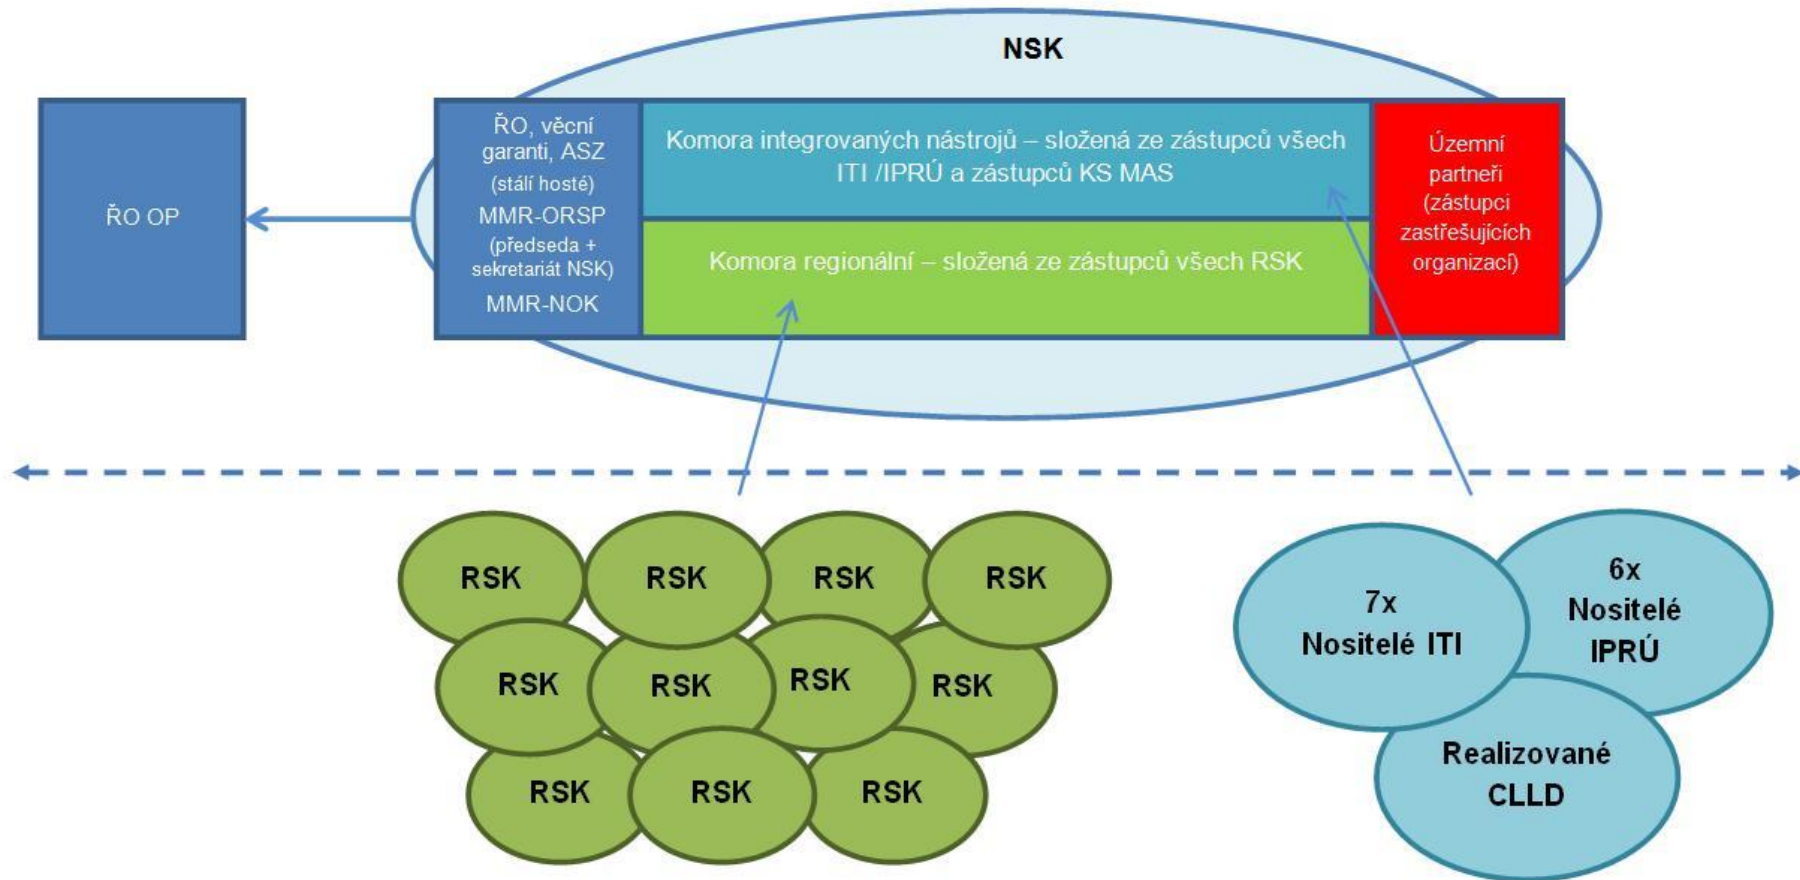 NSK
ŘO OP
ŘO, věcní
garanti, ASZ
(stálí hosté)
MMR-ORSP
(předseda +
sekretariát NSK)
MMR-NOK
Komora integrovaných nástrojů – složená ze zástupců všech
ITI /IPRÚ a zástupců KS MAS
Komora regionální – složená ze zástupců všech RSK
Územní
partneři
(zástupci
zastřešujících
organizací)
RSK
RSK
RSK
RSK
RSK
RSK
RSK
RSK
RSK
RSK
RSK
7x
Nositelé ITI
6x
Nositelé
IPRÚ
Realizované
CLLD